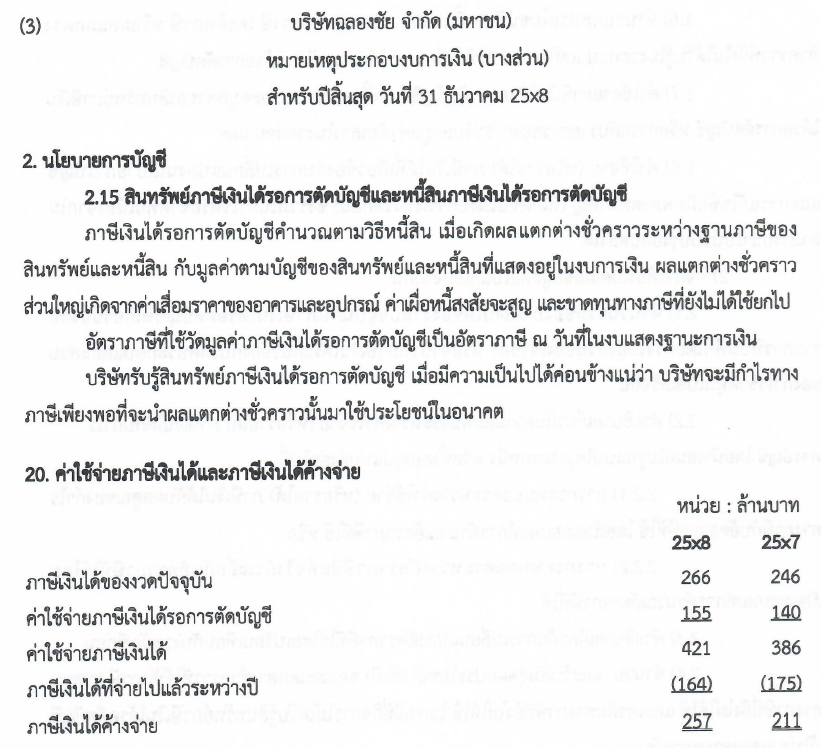 (3) บริษัทฉลองชัย จำกัด (มหาชน)
หมายเหตุประกอบงบการเงิน (บางส่วน)
สำหรับปีสิ้นสุด วันที่ 31 ธันวาคม 25x8
2. นโยบายการบัญชี
2.15 สินทรัพย์ภาษีเงินได้รอการตัดบัญชีและหนี้สินภาษีเงินได้รอการตัดบัญชี
ภาษีเงินได้รอการตัดบัญชีคำนวณตามวิธีหนี้สิน เมื่อเกิดผลแตกต่างชั่วคราวระหว่างฐานภาษีของ
สินทรัพย์และหนี้สิน กับมูลค่าตามบัญชีของสินทรัพย์และหนี้สินที่แสดงอยู่ในงบการเงิน ผลแตกต่างชั่วคราว
ส่วนใหญ่เกิดจากค่าเสื่อมราคาของอาคารและอุปกรณ์ ค่าเผื่อหนี้สงสัยจะสูญ และขาดทุนทางภาษีที่ยังไม่ได้ใช้ยกไป
อัตราภาษีที่ใช้วัดมูลค่าภาษีเงินได้รอการตัดบัญชีเป็นอัตราภาษี ณ วันที่ในงบแสดงฐานะการเงิน
บริษัทรับรู้สินทรัพย์ภาษีเงินได้รอการตัดบัญชี เมื่อมีความเป็นไปได้ค่อนข้างแน่ว่า บริษัทจะมีกำไรทาง
ภาษีเพียงพอที่จะนำผลแตกต่างชั่วคราวนั้นมาใช้ประโยชน์ในอนาคต
20. ค่าใช้จ่ายภาษีเงินได้และภาษีเงินได้ค้างจ่าย
หน่วย : ล้านบาท
25x8 25x7
ภาษีเงินได้ของงวดปัจจุบัน 266 246
ค่าใช้จ่ายภาษีเงินได้รอการตัดบัญชี 155 140
ค่าใช้จ่ายภาษีเงินได้ 421 386
ภาษีเงินได้ที่จ่ายไปแล้วระหว่างปี (164) (175)
ภาษีเงินได้ค้างจ่าย 257 211